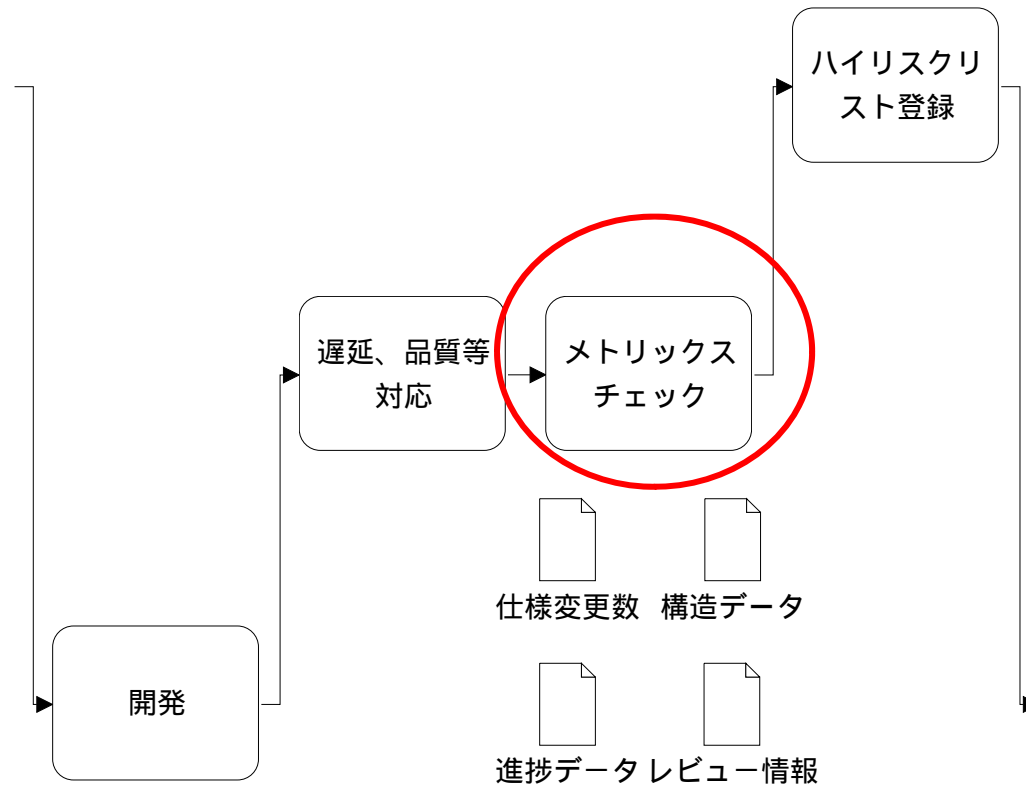 ハイリスクリ
スト登録
遅延、品質等
対応
メトリックス
チェック
仕様変更数
構造データ
開発
進捗データ
レビュー情報